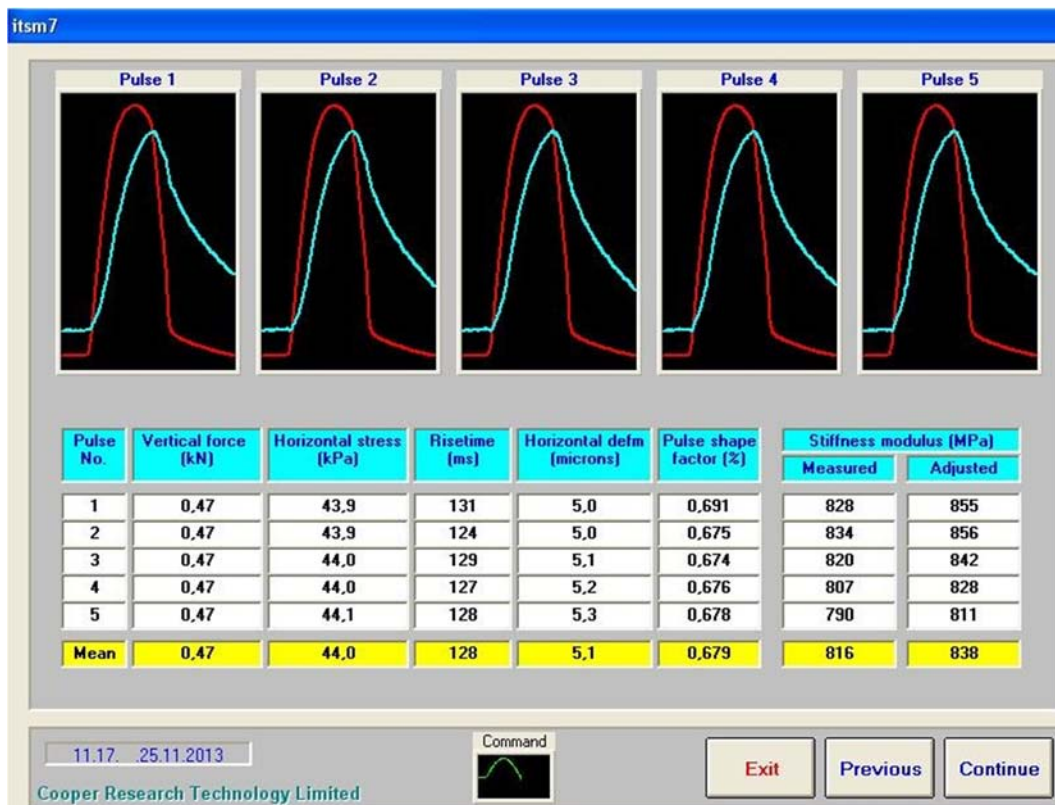 itsm7
Pulse 1 Pulse 2 Pulse 3 Pulse 4 Pulse 5
Pulse No. Vertical force (kN) Horizontal stress (kPa) Risetime (ms) Horizontal defm (microns) Pulse shape factor (%) Stiffness modulus (MPa)
Measured Adjusted
1 0,47 43,9 131 5,0 0,691 828 855
2 0,47 43,9 124 5,0 0,675 834 856
3 0,47 44,0 129 5,1 0,674 820 842
4 0,47 44,0 127 5,2 0,676 807 828
5 0,47 44,1 128 5,3 0,678 790 811
Mean 0,47 44,0 128 5,1 0,679 816 838
11.17. .25.11.2013
Command
Exit Previous Continue
Cooper Research Technology Limited